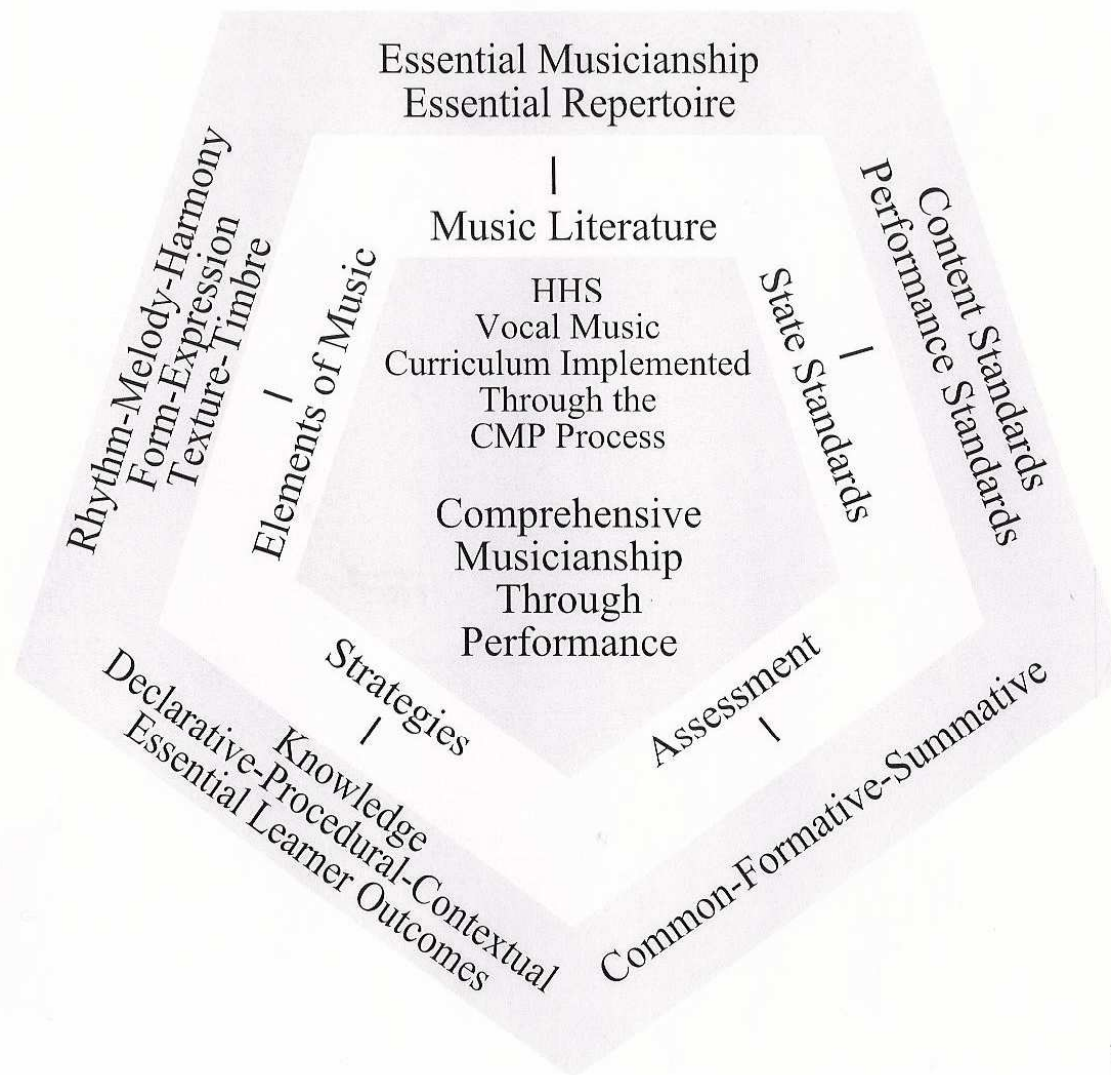 Essential Musicianship
Essential Repertoire
Music Literature
HHS
Vocal Music
Curriculum Implemented
Through the
CMP Process
Comprehensive
Musicianship
Through
Performance
State Standards
Content Standards
Performance Standards
Assessment
Common-Formative-Summative
Strategies
Knowledge
Declarative-Procedural-Contextual
Essential Learner Outcomes
Elements of Music
Rhythm-Melody-Harmony
Form-Expression
Texture-Timbre